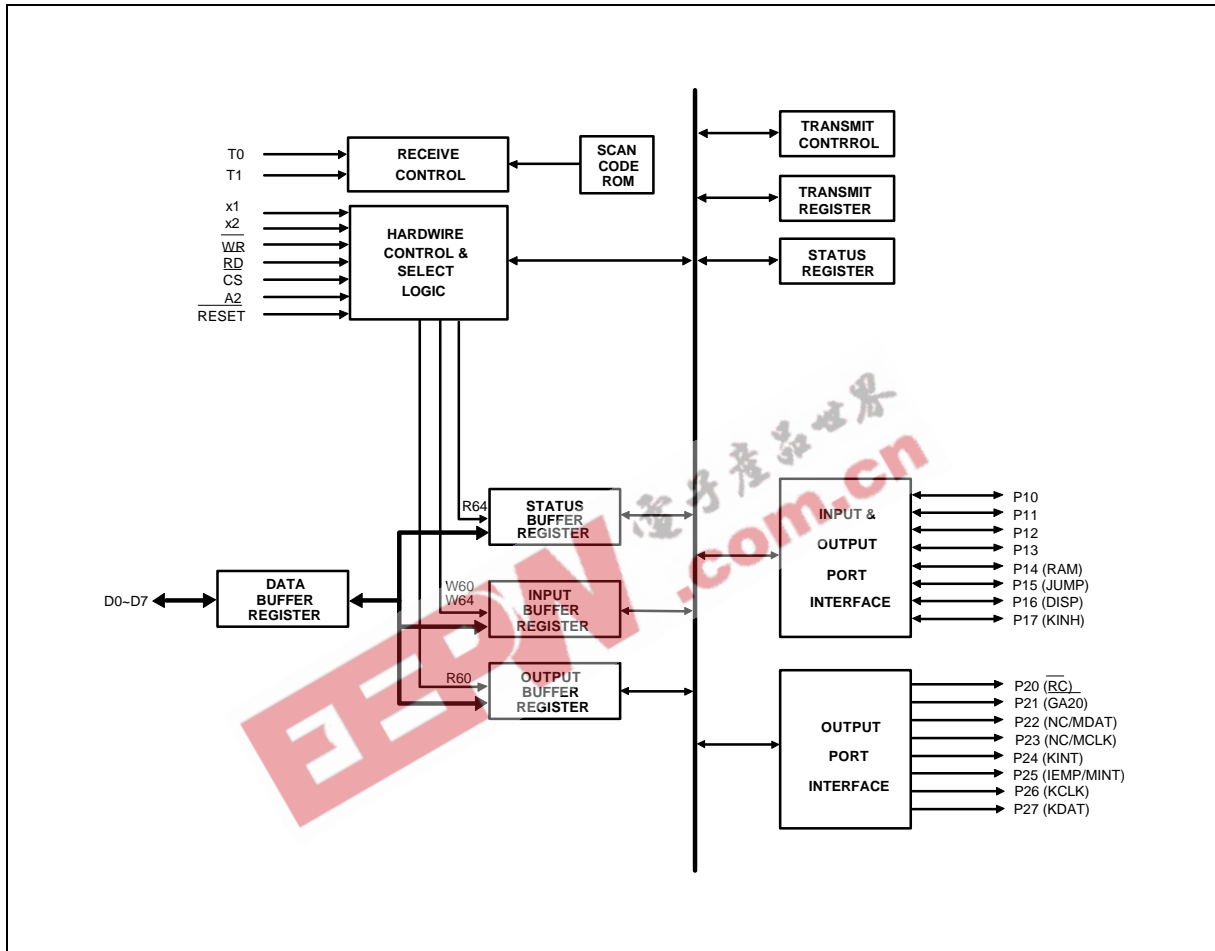 T0
T1
RECEIVE
CONTROL
SCAN
CODE
ROM
TRANSMIT
CONTRROL
TRANSMIT
REGISTER
STATUS
REGISTER
x1
x2
WR
RD
CS
A2
RESET
HARDWIRE
CONTROL &
SELECT
LOGIC
R64
STATUS
BUFFER
REGISTER
W60
W64
INPUT
BUFFER
REGISTER
R60
OUTPUT
BUFFER
REGISTER
D0~D7
DATA
BUFFER
REGISTER
INPUT &
OUTPUT
PORT
INTERFACE
P10
P11
P12
P13
P14 (RAM)
P15 (JUMP)
P16 (DISP)
P17 (KINH)
OUTPUT
PORT
INTERFACE
P20 (RC)
P21 (GA20)
P22 (NC/MDAT)
P23 (NC/MCLK)
P24 (KINT)
P25 (IEMP/MINT)
P26 (KCLK)
P27 (KDAT)
EEPW
電子產品世界
.com.cn